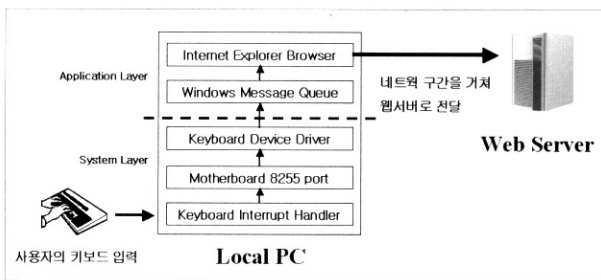 Internet Explorer Browser
Application Layer
Windows Message Queue
네트웍 구간을 거쳐
웹서버로 전달
Keyboard Device Driver
Web Server
System Layer
Motherboard 8255 port
Keyboard Interrupt Handler
사용자의 키보드 입력
Local PC